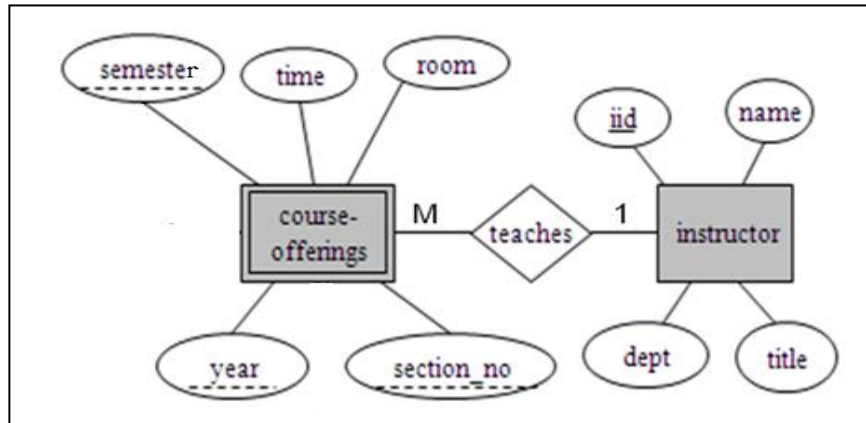 semester
time
room
iid
name
course-
offerings
M
teaches
1
instructor
year
section_no
dept
title